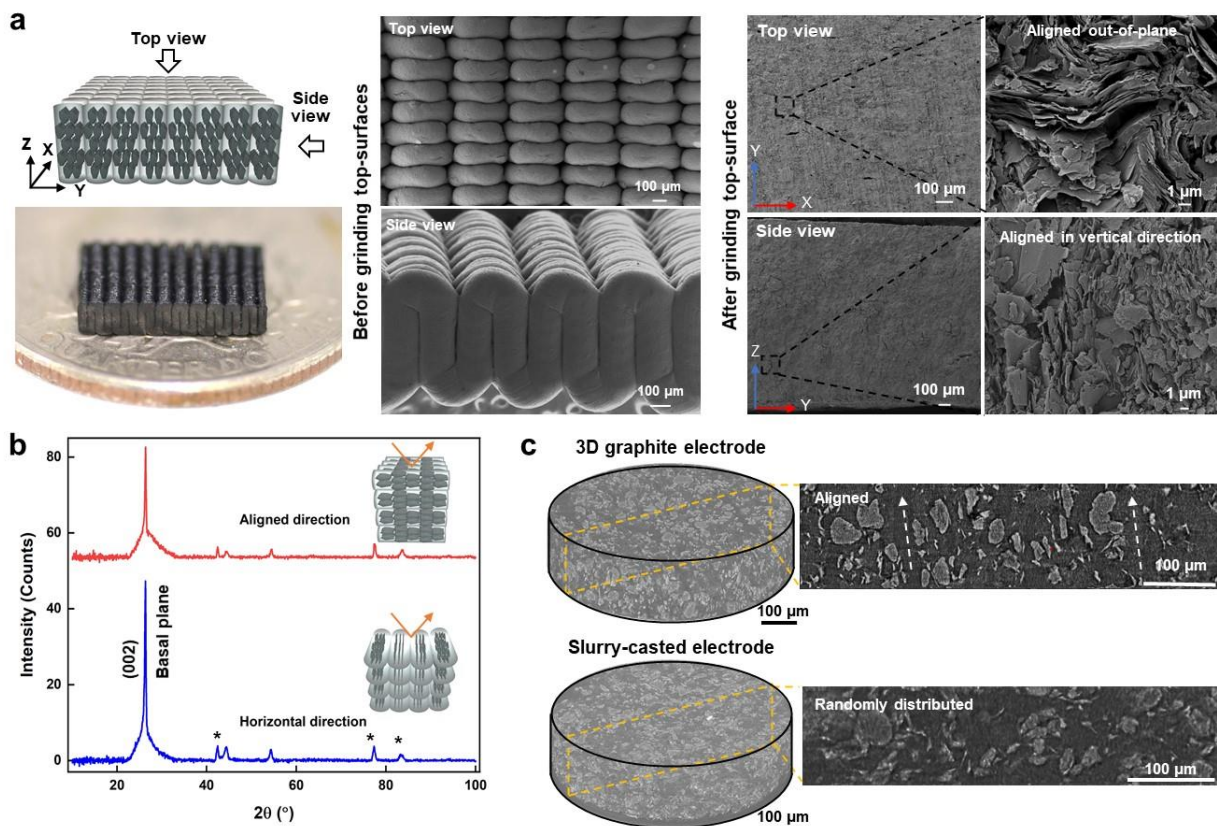 a
Top view
Side
view
Z
X
Y
Before grinding top-surfaces
Top view
100 µm
Side view
100 µm
After grinding top-surface
Top view
Y
X
100 µm
Aligned out-of-plane
1 µm
Side view
Z
Y
100 µm
Aligned in vertical direction
1 µm
b
Intensity (Counts)
80
60
40
20
0
Aligned direction
(002)
Basal plane
Horizontal direction
* * *
20 40 60 80 100
2θ (°)
c
3D graphite electrode
100 µm
Aligned
100 µm
Slurry-casted electrode
100 µm
Randomly distributed
100 µm